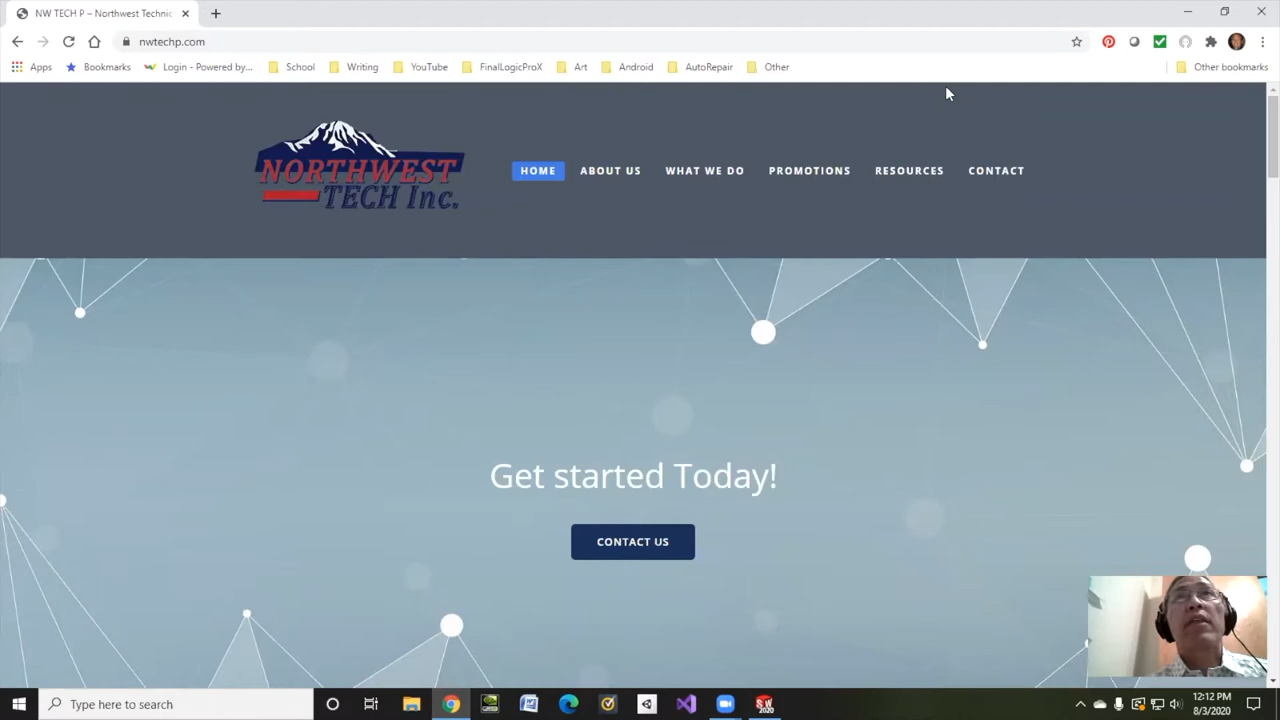 NW TECH P – Northwest Technic
nwtechp.com
Apps Bookmarks Login - Powered by... School Writing YouTube FinalLogicProX Art Android AutoRepair Other Other bookmarks
NORTHWEST
TECH Inc.
HOME ABOUT US WHAT WE DO PROMOTIONS RESOURCES CONTACT
Get started Today!
CONTACT US
Type here to search
SW
2020
12:12 PM
8/3/2020